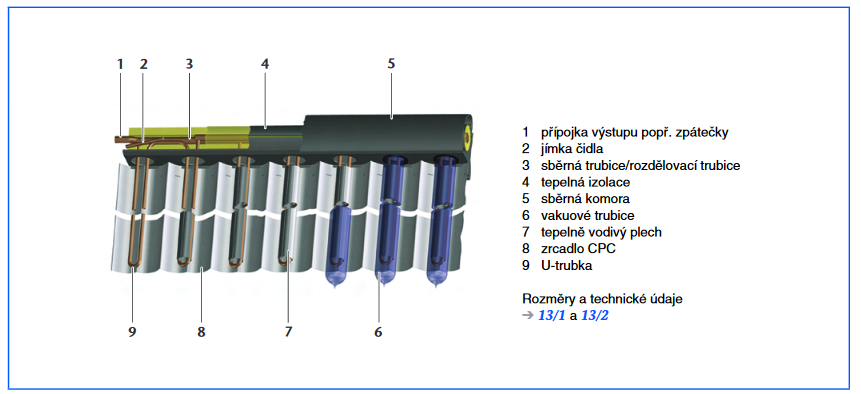 1 2 3 4 5
1 přípojka výstupu popř. zpátečky
2 jímka čidla
3 sběrná trubice/rozdělovací trubice
4 tepelná izolace
5 sběrná komora
6 vakuové trubice
7 tepelně vodivý plech
8 zrcadlo CPC
9 U-trubka
Rozměry a technické údaje
➔ 13/1 a 13/2
9 8 7 6